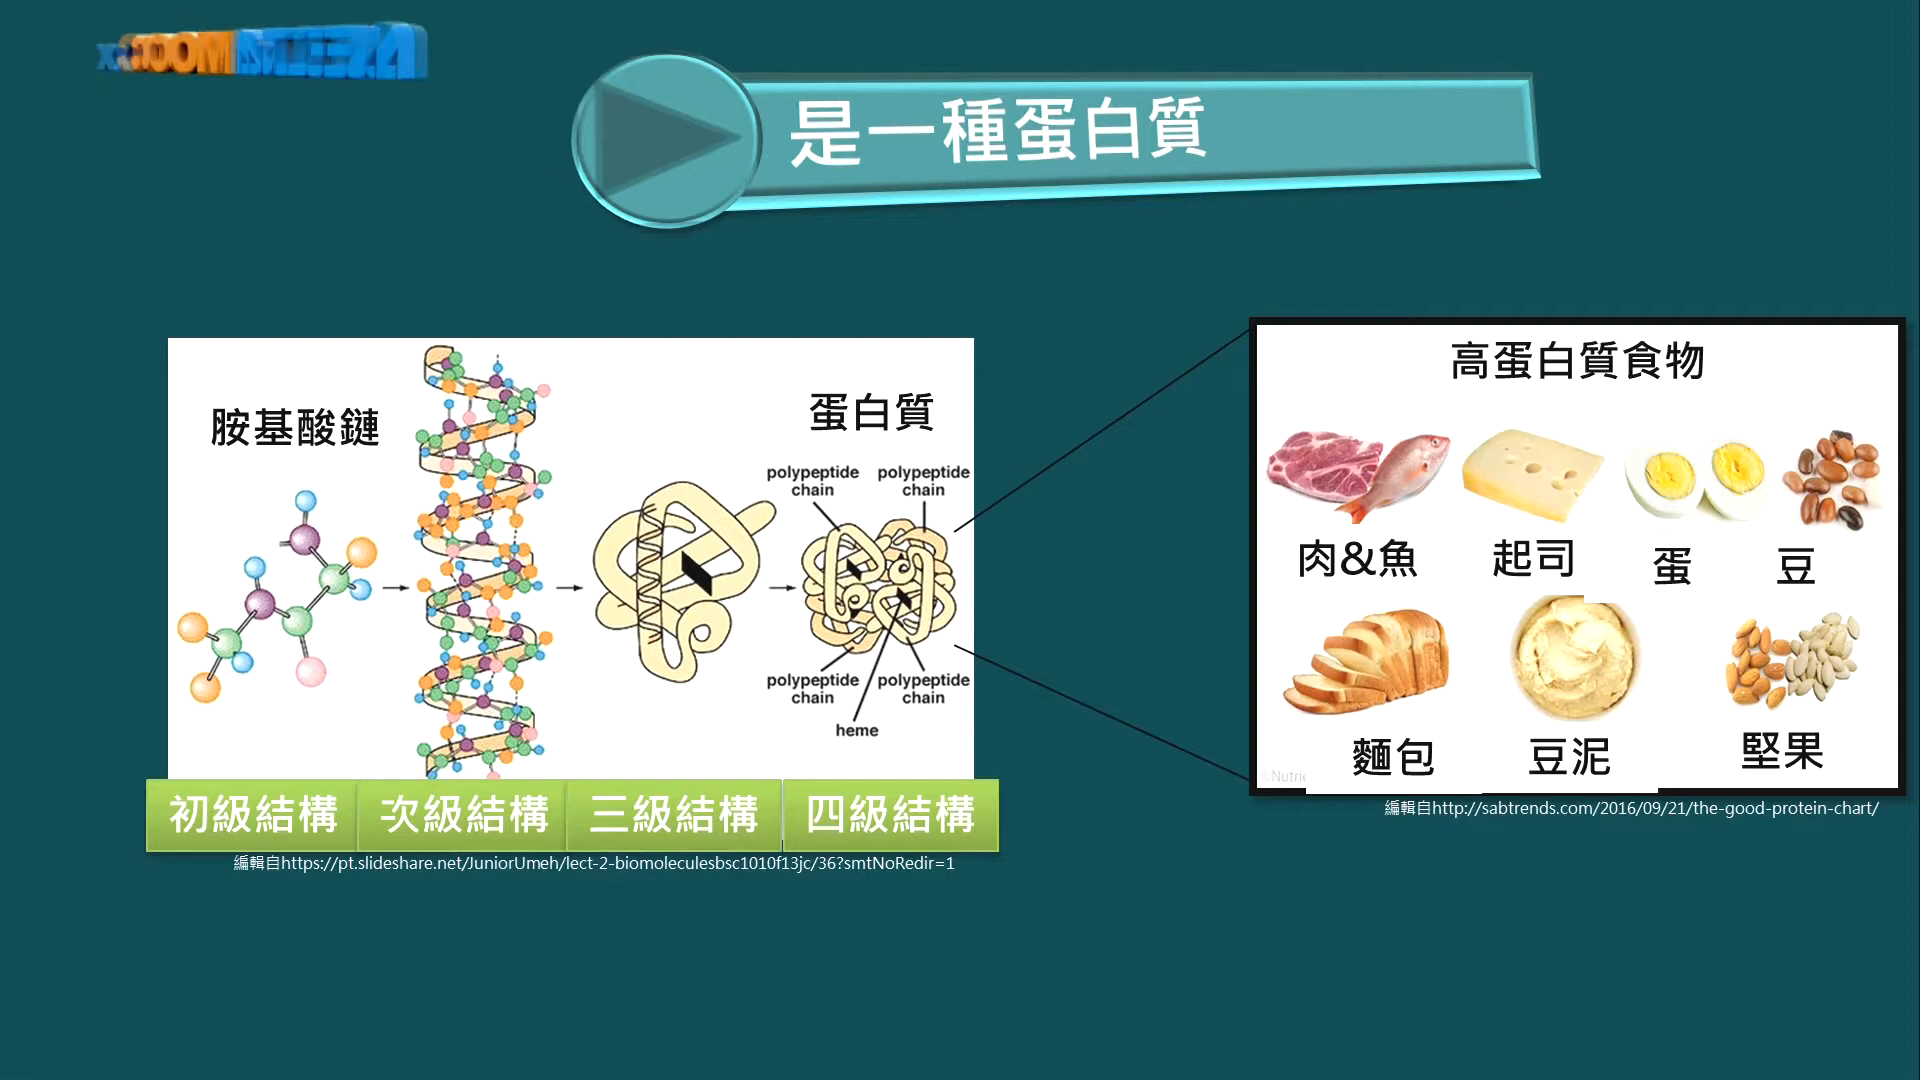 是一種蛋白質
胺基酸鏈
蛋白質
polypeptide chain
polypeptide chain
polypeptide chain
polypeptide chain
heme
初級結構
次級結構
三級結構
四級結構
編輯自https://pt.slideshare.net/JuniorUmeh/lect-2-biomoleculesbsc1010f13jc/36?smtNoRedir=1
高蛋白質食物
肉&魚
起司
蛋
豆
麵包
豆泥
堅果
©Nutrie
編輯自http://sabtrends.com/2016/09/21/the-good-protein-chart/